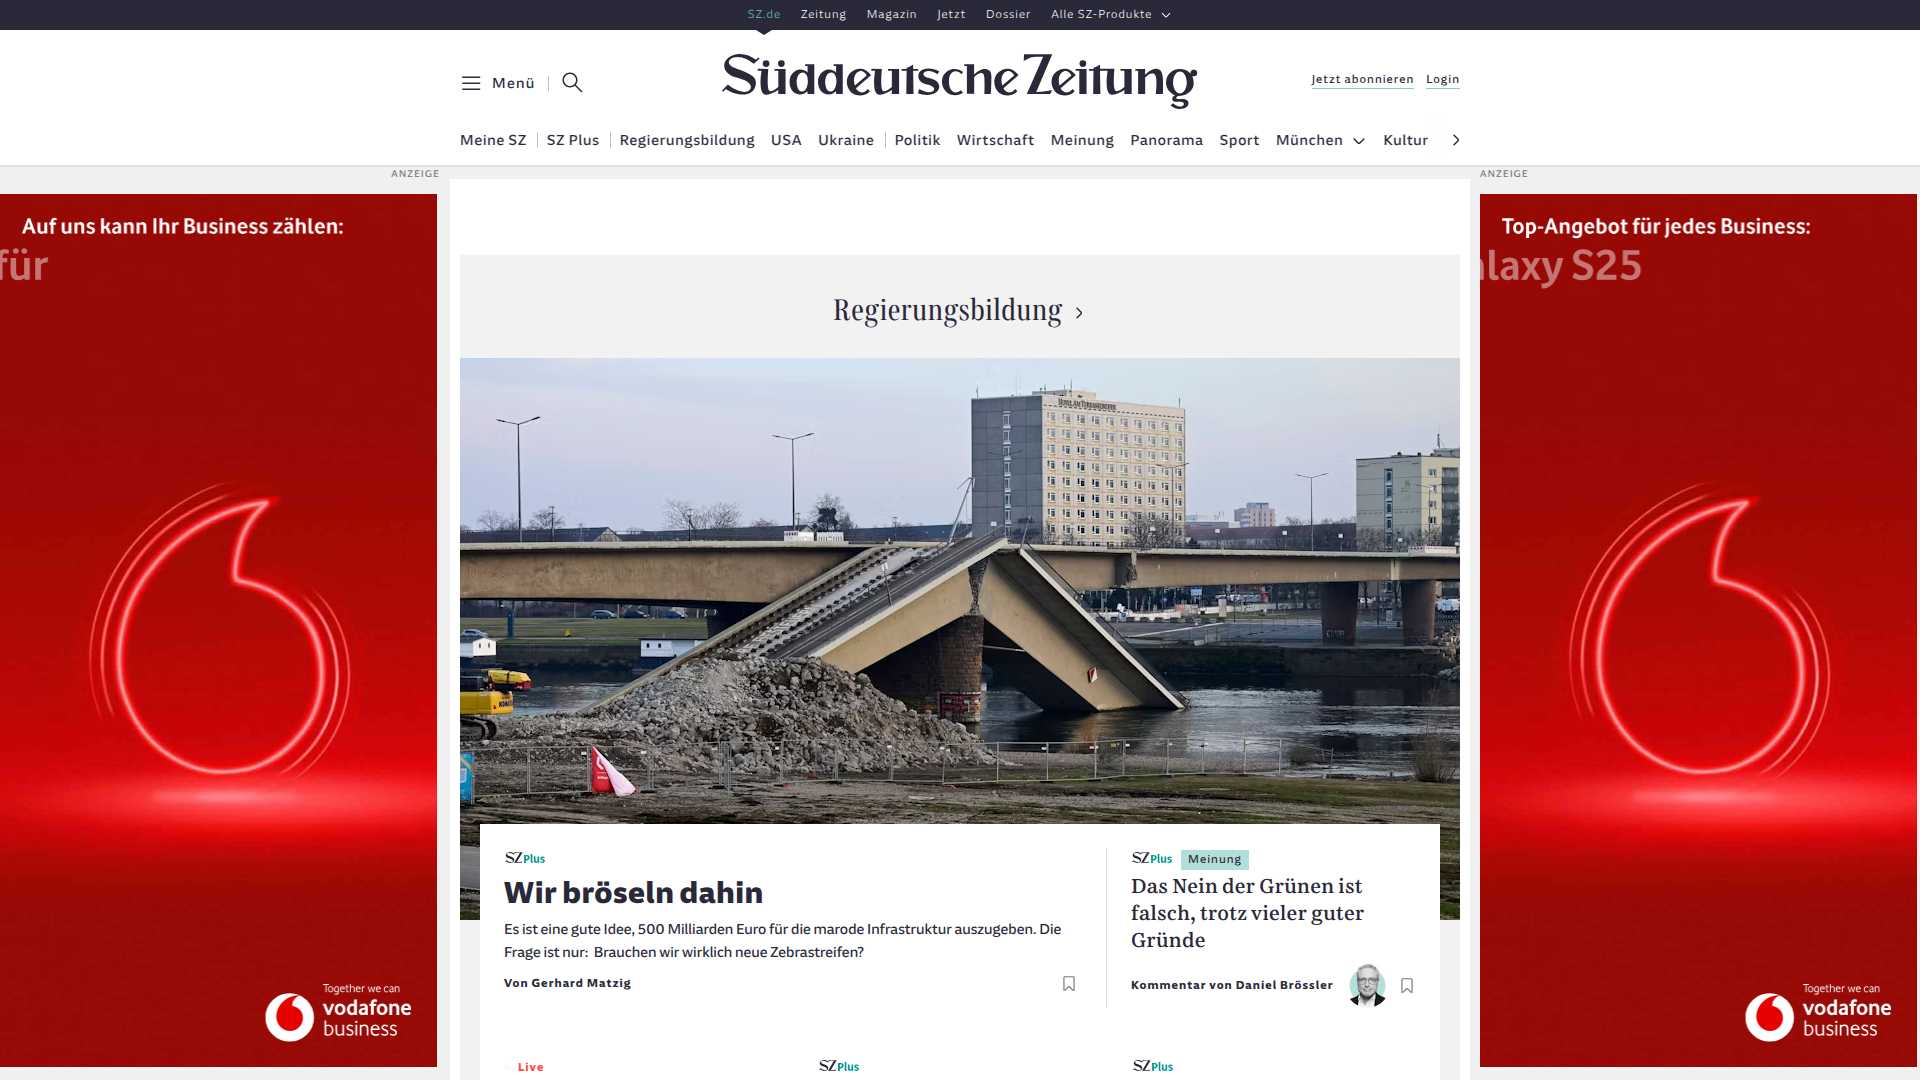 SZ.de Zeitung Magazin Jetzt Dossier Alle SZ-Produkte
Menü
Süddeutsche Zeitung
Jetzt abonnieren Login
Meine SZ SZ Plus Regierungsbildung USA Ukraine Politik Wirtschaft Meinung Panorama Sport München Kultur
ANZEIGE
ANZEIGE
Auf uns kann Ihr Business zählen:
für
Together we can
vodafone
business
Top-Angebot für jedes Business:
laxy S25
Together we can
vodafone
business
Regierungsbildung
SZ Plus
Wir bröseln dahin
Es ist eine gute Idee, 500 Milliarden Euro für die marode Infrastruktur auszugeben. Die
Frage ist nur: Brauchen wir wirklich neue Zebrastreifen?
Von Gerhard Matzig
SZ Plus Meinung
Das Nein der Grünen ist
falsch, trotz vieler guter
Gründe
Kommentar von Daniel Brössler
Live
SZ Plus
SZ Plus